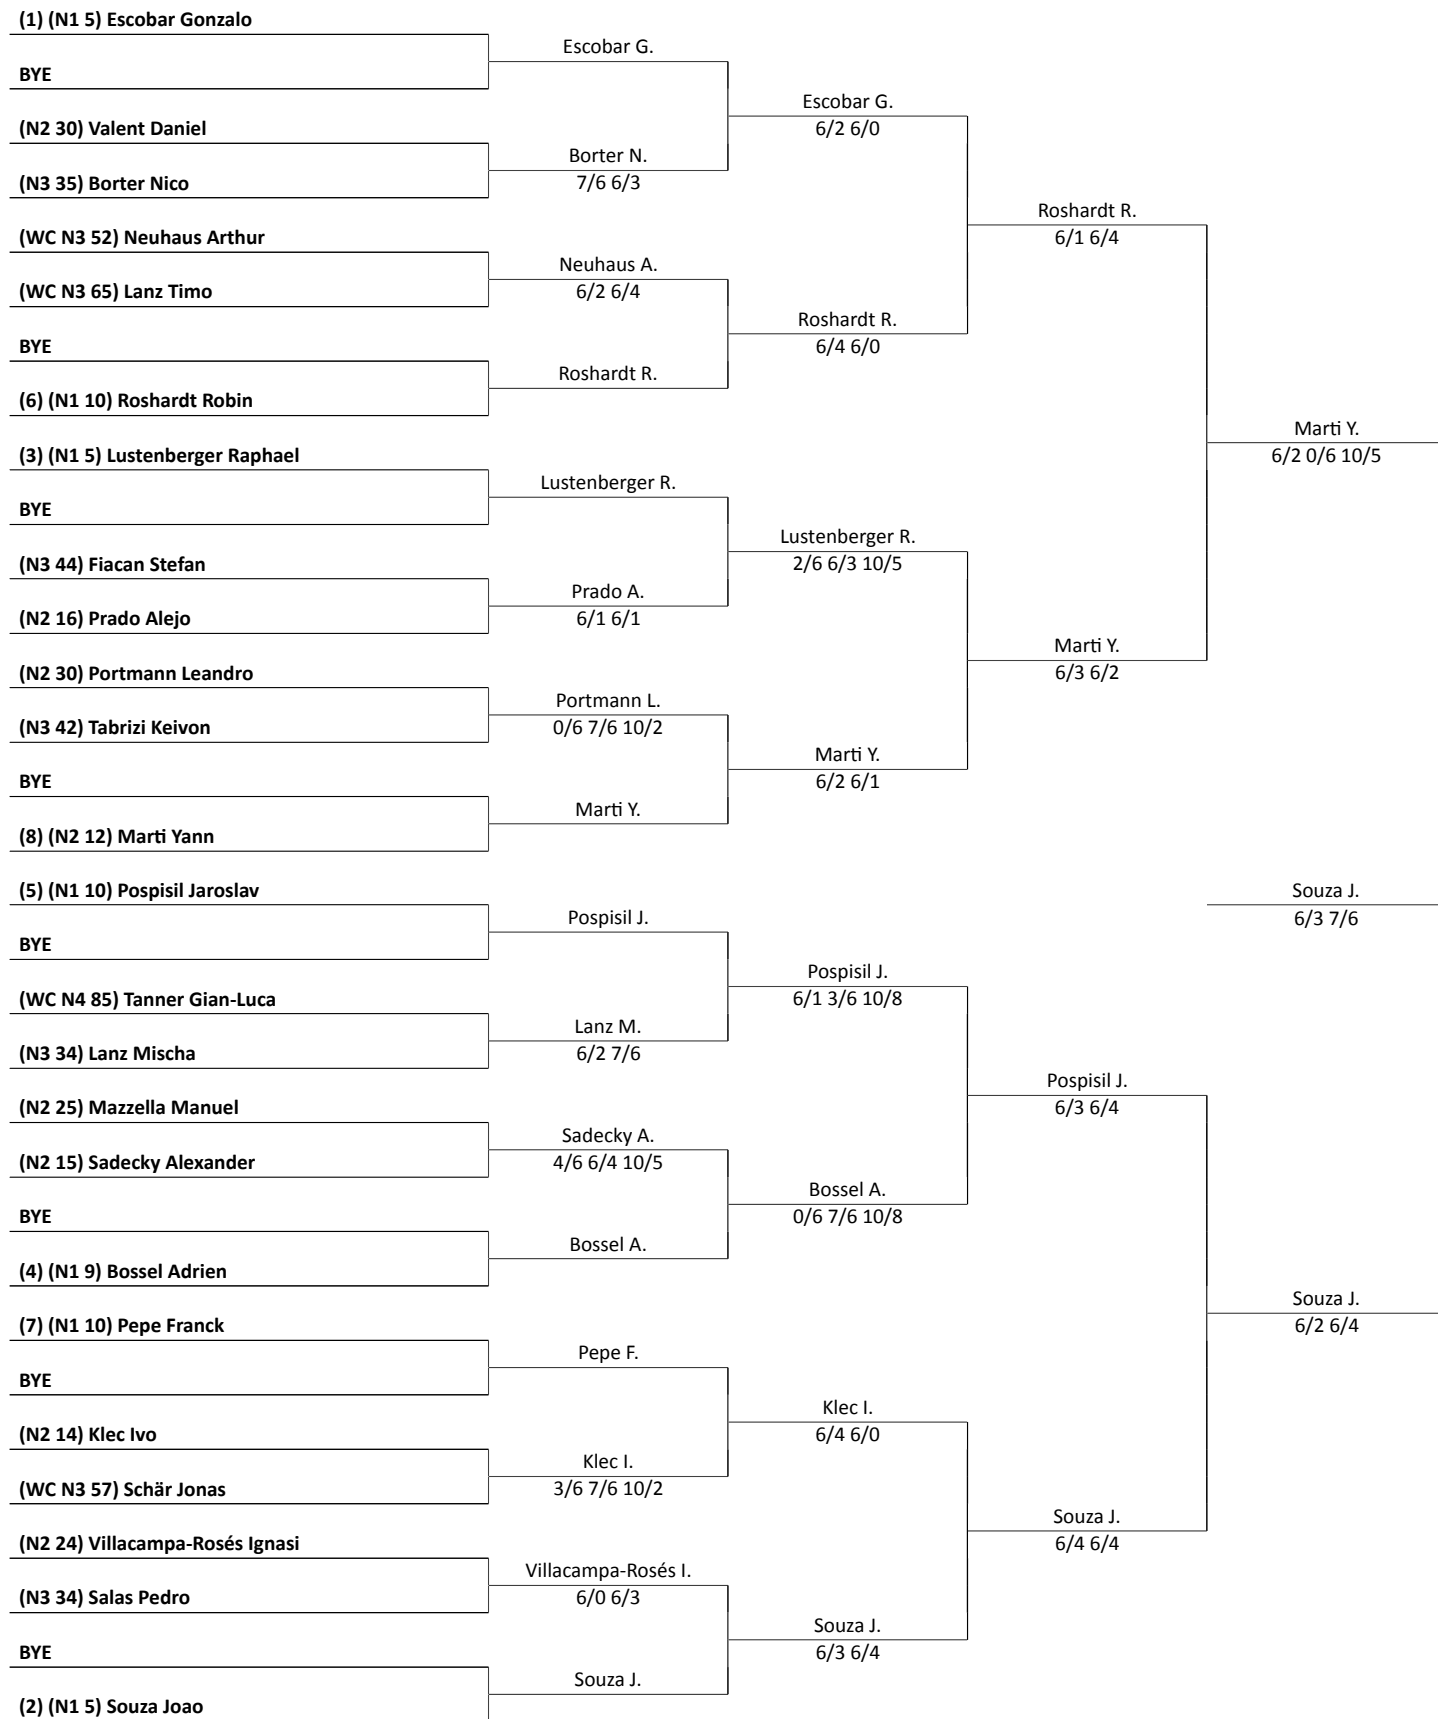 (1) (N1 5) Escobar Gonzalo
Escobar G.
BYE
Escobar G.
6/2 6/0
(N2 30) Valent Daniel
Borter N.
7/6 6/3
(N3 35) Borter Nico
Roshardt R.
6/1 6/4
(WC N3 52) Neuhaus Arthur
Neuhaus A.
6/2 6/4
(WC N3 65) Lanz Timo
Roshardt R.
6/4 6/0
BYE
Roshardt R.
(6) (N1 10) Roshardt Robin
Marti Y.
6/2 0/6 10/5
(3) (N1 5) Lustenberger Raphael
Lustenberger R.
BYE
Lustenberger R.
2/6 6/3 10/5
(N3 44) Fiacan Stefan
Prado A.
6/1 6/1
(N2 16) Prado Alejo
Marti Y.
6/3 6/2
(N2 30) Portmann Leandro
Portmann L.
0/6 7/6 10/2
(N3 42) Tabrizi Keivon
Marti Y.
6/2 6/1
BYE
Marti Y.
(8) (N2 12) Marti Yann
(5) (N1 10) Pospisil Jaroslav
Souza J.
6/3 7/6
Pospisil J.
BYE
Pospisil J.
6/1 3/6 10/8
(WC N4 85) Tanner Gian-Luca
Lanz M.
6/2 7/6
(N3 34) Lanz Mischa
Pospisil J.
6/3 6/4
(N2 25) Mazzella Manuel
Sadecky A.
4/6 6/4 10/5
(N2 15) Sadecky Alexander
Bossel A.
0/6 7/6 10/8
BYE
Bossel A.
(4) (N1 9) Bossel Adrien
Souza J.
6/2 6/4
(7) (N1 10) Pepe Franck
Pepe F.
BYE
Klec I.
6/4 6/0
(N2 14) Klec Ivo
Klec I.
3/6 7/6 10/2
(WC N3 57) Schär Jonas
Souza J.
6/4 6/4
(N2 24) Villacampa-Rosés Ignasi
Villacampa-Rosés I.
6/0 6/3
(N3 34) Salas Pedro
Souza J.
6/3 6/4
BYE
Souza J.
(2) (N1 5) Souza Joao